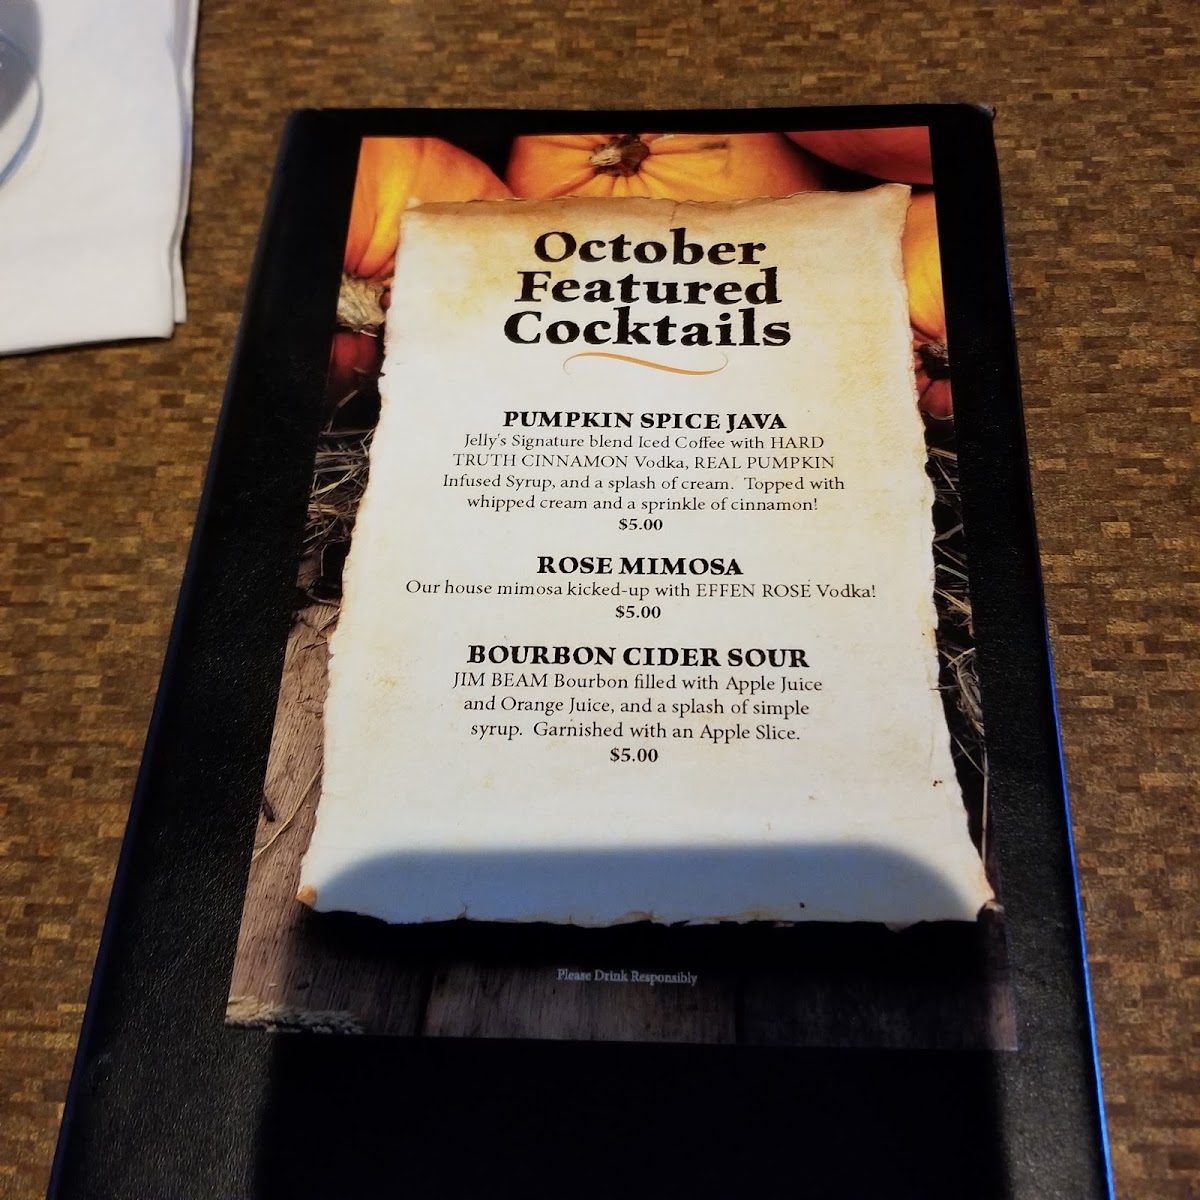 October
Featured
Cocktails
PUMPKIN SPICE JAVA
Jelly's Signature blend Iced Coffee with HARD
TRUTH CINNAMON Vodka, REAL PUMPKIN
Infused Syrup, and a splash of cream. Topped with
whipped cream and a sprinkle of cinnamon!
$5.00
ROSE MIMOSA
Our house mimosa kicked-up with EFFEN ROSÉ Vodka!
$5.00
BOURBON CIDER SOUR
JIM BEAM Bourbon filled with Apple Juice
and Orange Juice, and a splash of simple
syrup. Garnished with an Apple Slice.
$5.00
Please Drink Responsibly